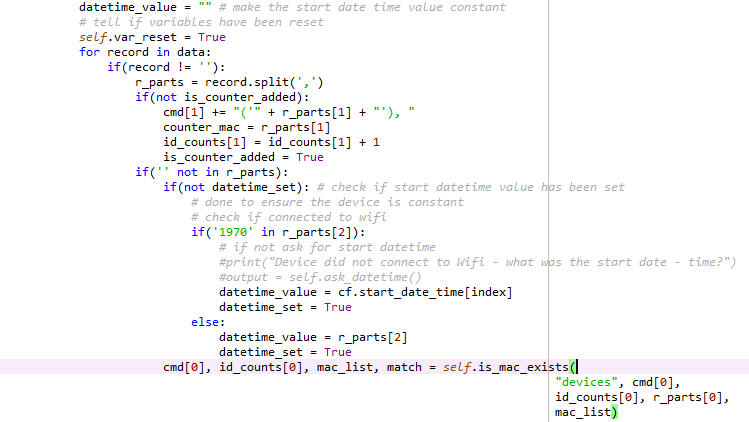 datetime_value = "" # make the start date time value constant
# tell if variables have been reset
self.var_reset = True
for record in data:
if(record != ''):
r_parts = record.split(',')
if(not is_counter_added):
cmd[1] += "('" + r_parts[1] + "'), "
counter_mac = r_parts[1]
id_counts[1] = id_counts[1] + 1
is_counter_added = True
if('' not in r_parts):
if(not datetime_set): # check if start datetime value has been set
# done to ensure the device is constant
# check if connected to wifi
if('1970' in r_parts[2]):
# if not ask for start datetime
#print("Device did not connect to Wifi - what was the start date - time?")
#output = self.ask_datetime()
datetime_value = cf.start_date_time[index]
datetime_set = True
else:
datetime_value = r_parts[2]
datetime_set = True
cmd[0], id_counts[0], mac_list, match = self.is_mac_exists(
"devices", cmd[0],
id_counts[0], r_parts[0],
mac_list)